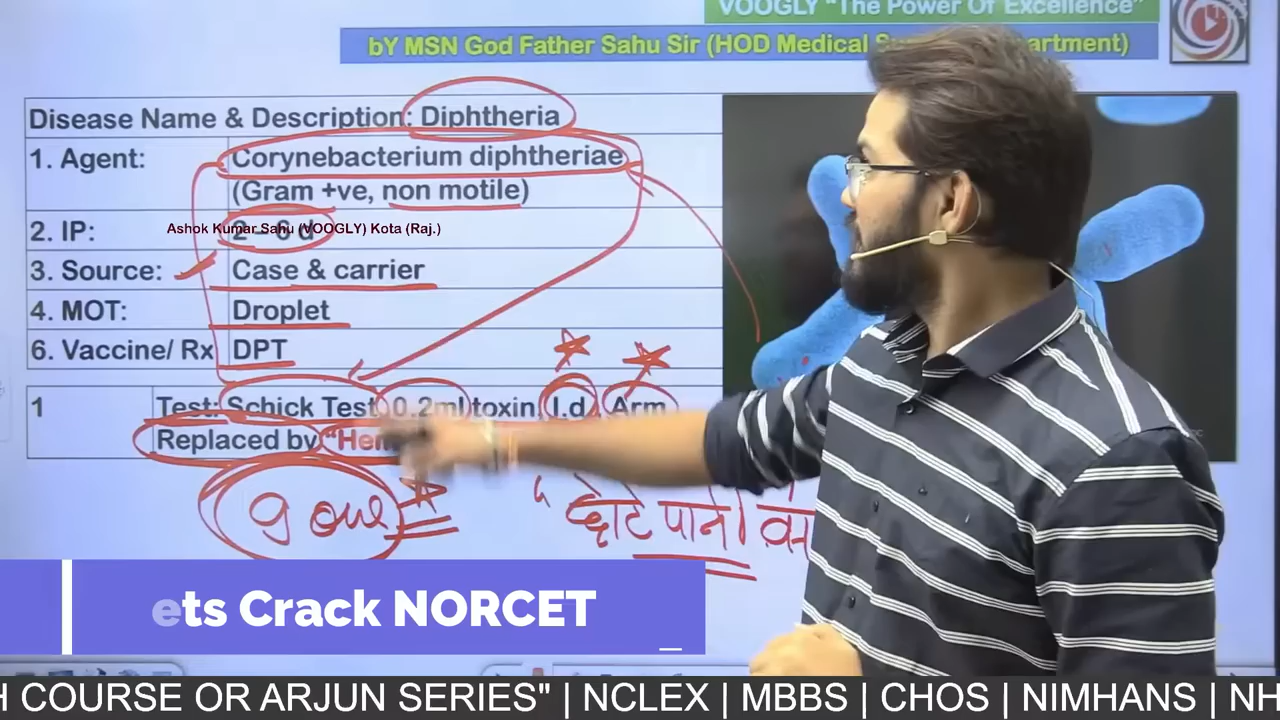 VOOGLY "The Power Of Excellence"
bY MSN God Father Sahu Sir (HOD Medical
artment)
Disease Name & Description: Diphtheria
1. Agent:
Corynebacterium diphtheriae
(Gram +ve, non motile)
2. IP:
Ashok Kumar Sahu (VOOGLY) Kota (Raj.)
3. Source:
Case & carrier
4. MOT:
Droplet
6. Vaccine/ Rx
DPT
1
Test: Schick Test, 0.2ml toxin, I.d, Arm
Replaced by
ets Crack NORCET
H COURSE OR ARJUN SERIES" | NCLEX | MBBS | CHOS | NIMHANS | NH